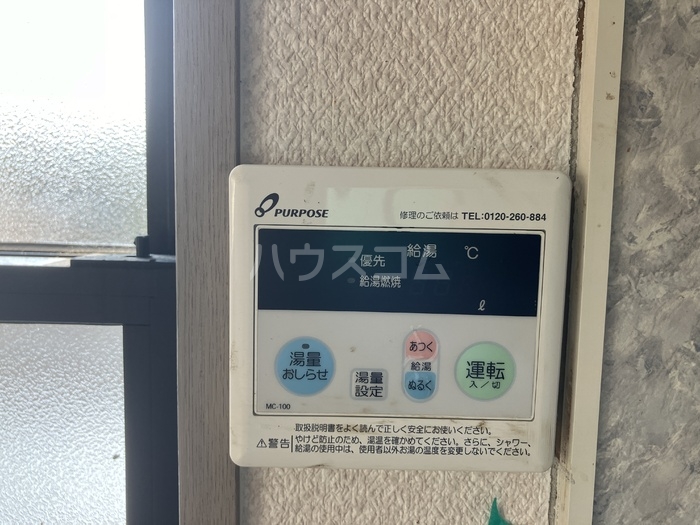 PURPOSE
修理のご依頼は TEL:0120-260-884
給湯 ℃
優先
給湯燃焼
ハウスコム
ℓ
湯量
おしらせ
湯量
設定
あつく
給湯
ぬるく
運転
入/切
MC-100
取扱説明書をよく読んで正しく安全にお使いください。
⚠警告 やけど防止のため、湯温を確かめてください。さらに、シャワー、
給湯の使用中は、使用者以外お湯の温度を変更しないでください。